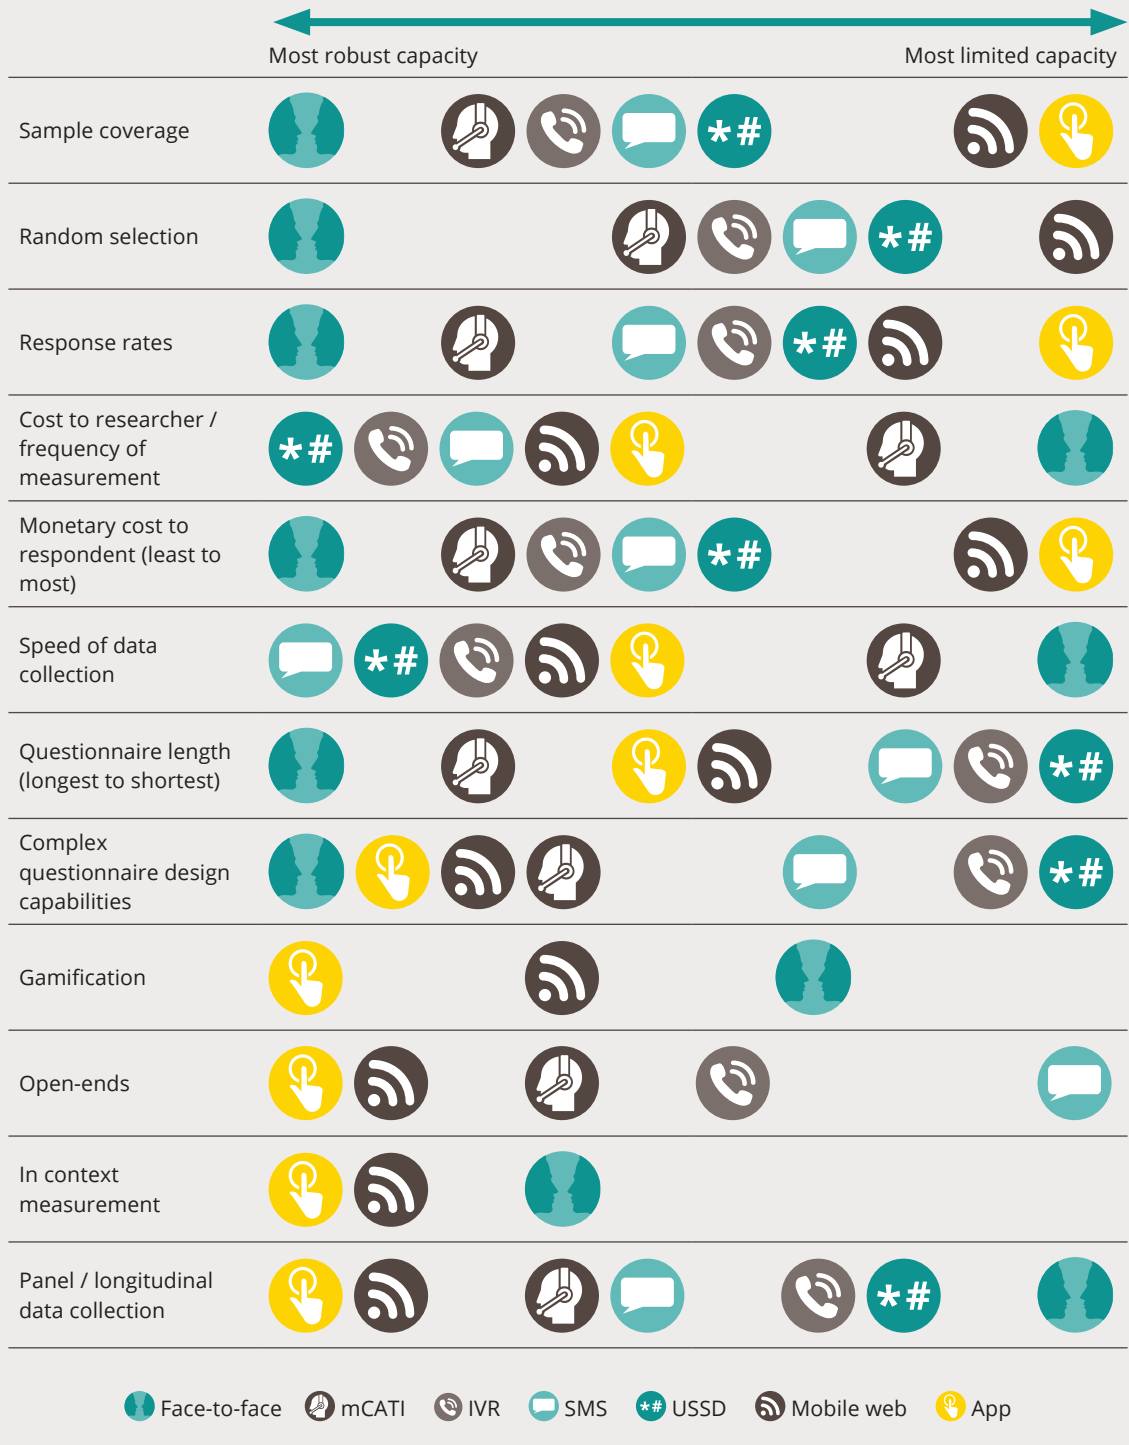 Most robust capacity
Most limited capacity
Sample coverage
*#
Random selection
*#
Response rates
*#
Cost to researcher /
frequency of
measurement
*#
Monetary cost to
respondent (least to
most)
*#
Speed of data
collection
*#
Questionnaire length
(longest to shortest)
*#
Complex
questionnaire design
capabilities
*#
Gamification
Open-ends
In context
measurement
Panel / longitudinal
data collection
*#
Face-to-face
mCATI
IVR
SMS
*# USSD
Mobile web
App